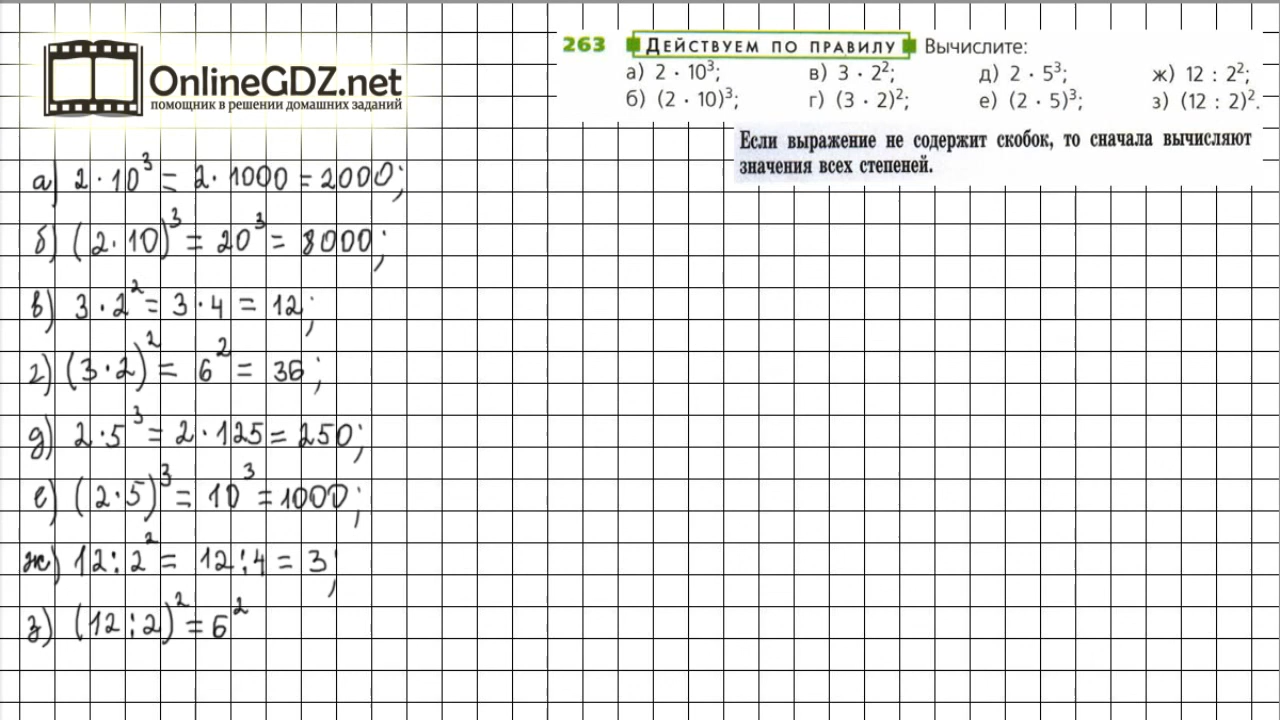 OnlineGDZ.net
помощник в решении домашних заданий
263 ДЕЙСТВУЕМ ПО ПРАВИЛУ Вычислите:
а) 2 · 10³; в) 3 · 2²; д) 2 · 5³; ж) 12 : 2²;
б) (2 · 10)³; г) (3 · 2)²; е) (2 · 5)³; з) (12 : 2)².
Если выражение не содержит скобок, то сначала вычисляют
значения всех степеней.
а) 2 · 10³ = 2 · 1000 = 2000;
б) (2 · 10)³ = 20³ = 8000;
в) 3 · 2² = 3 · 4 = 12;
г) (3 · 2)² = 6² = 36;
д) 2 · 5³ = 2 · 125 = 250;
е) (2 · 5)³ = 10³ = 1000;
ж) 12 : 2² = 12 : 4 = 3;
з) (12 : 2)² = 6²